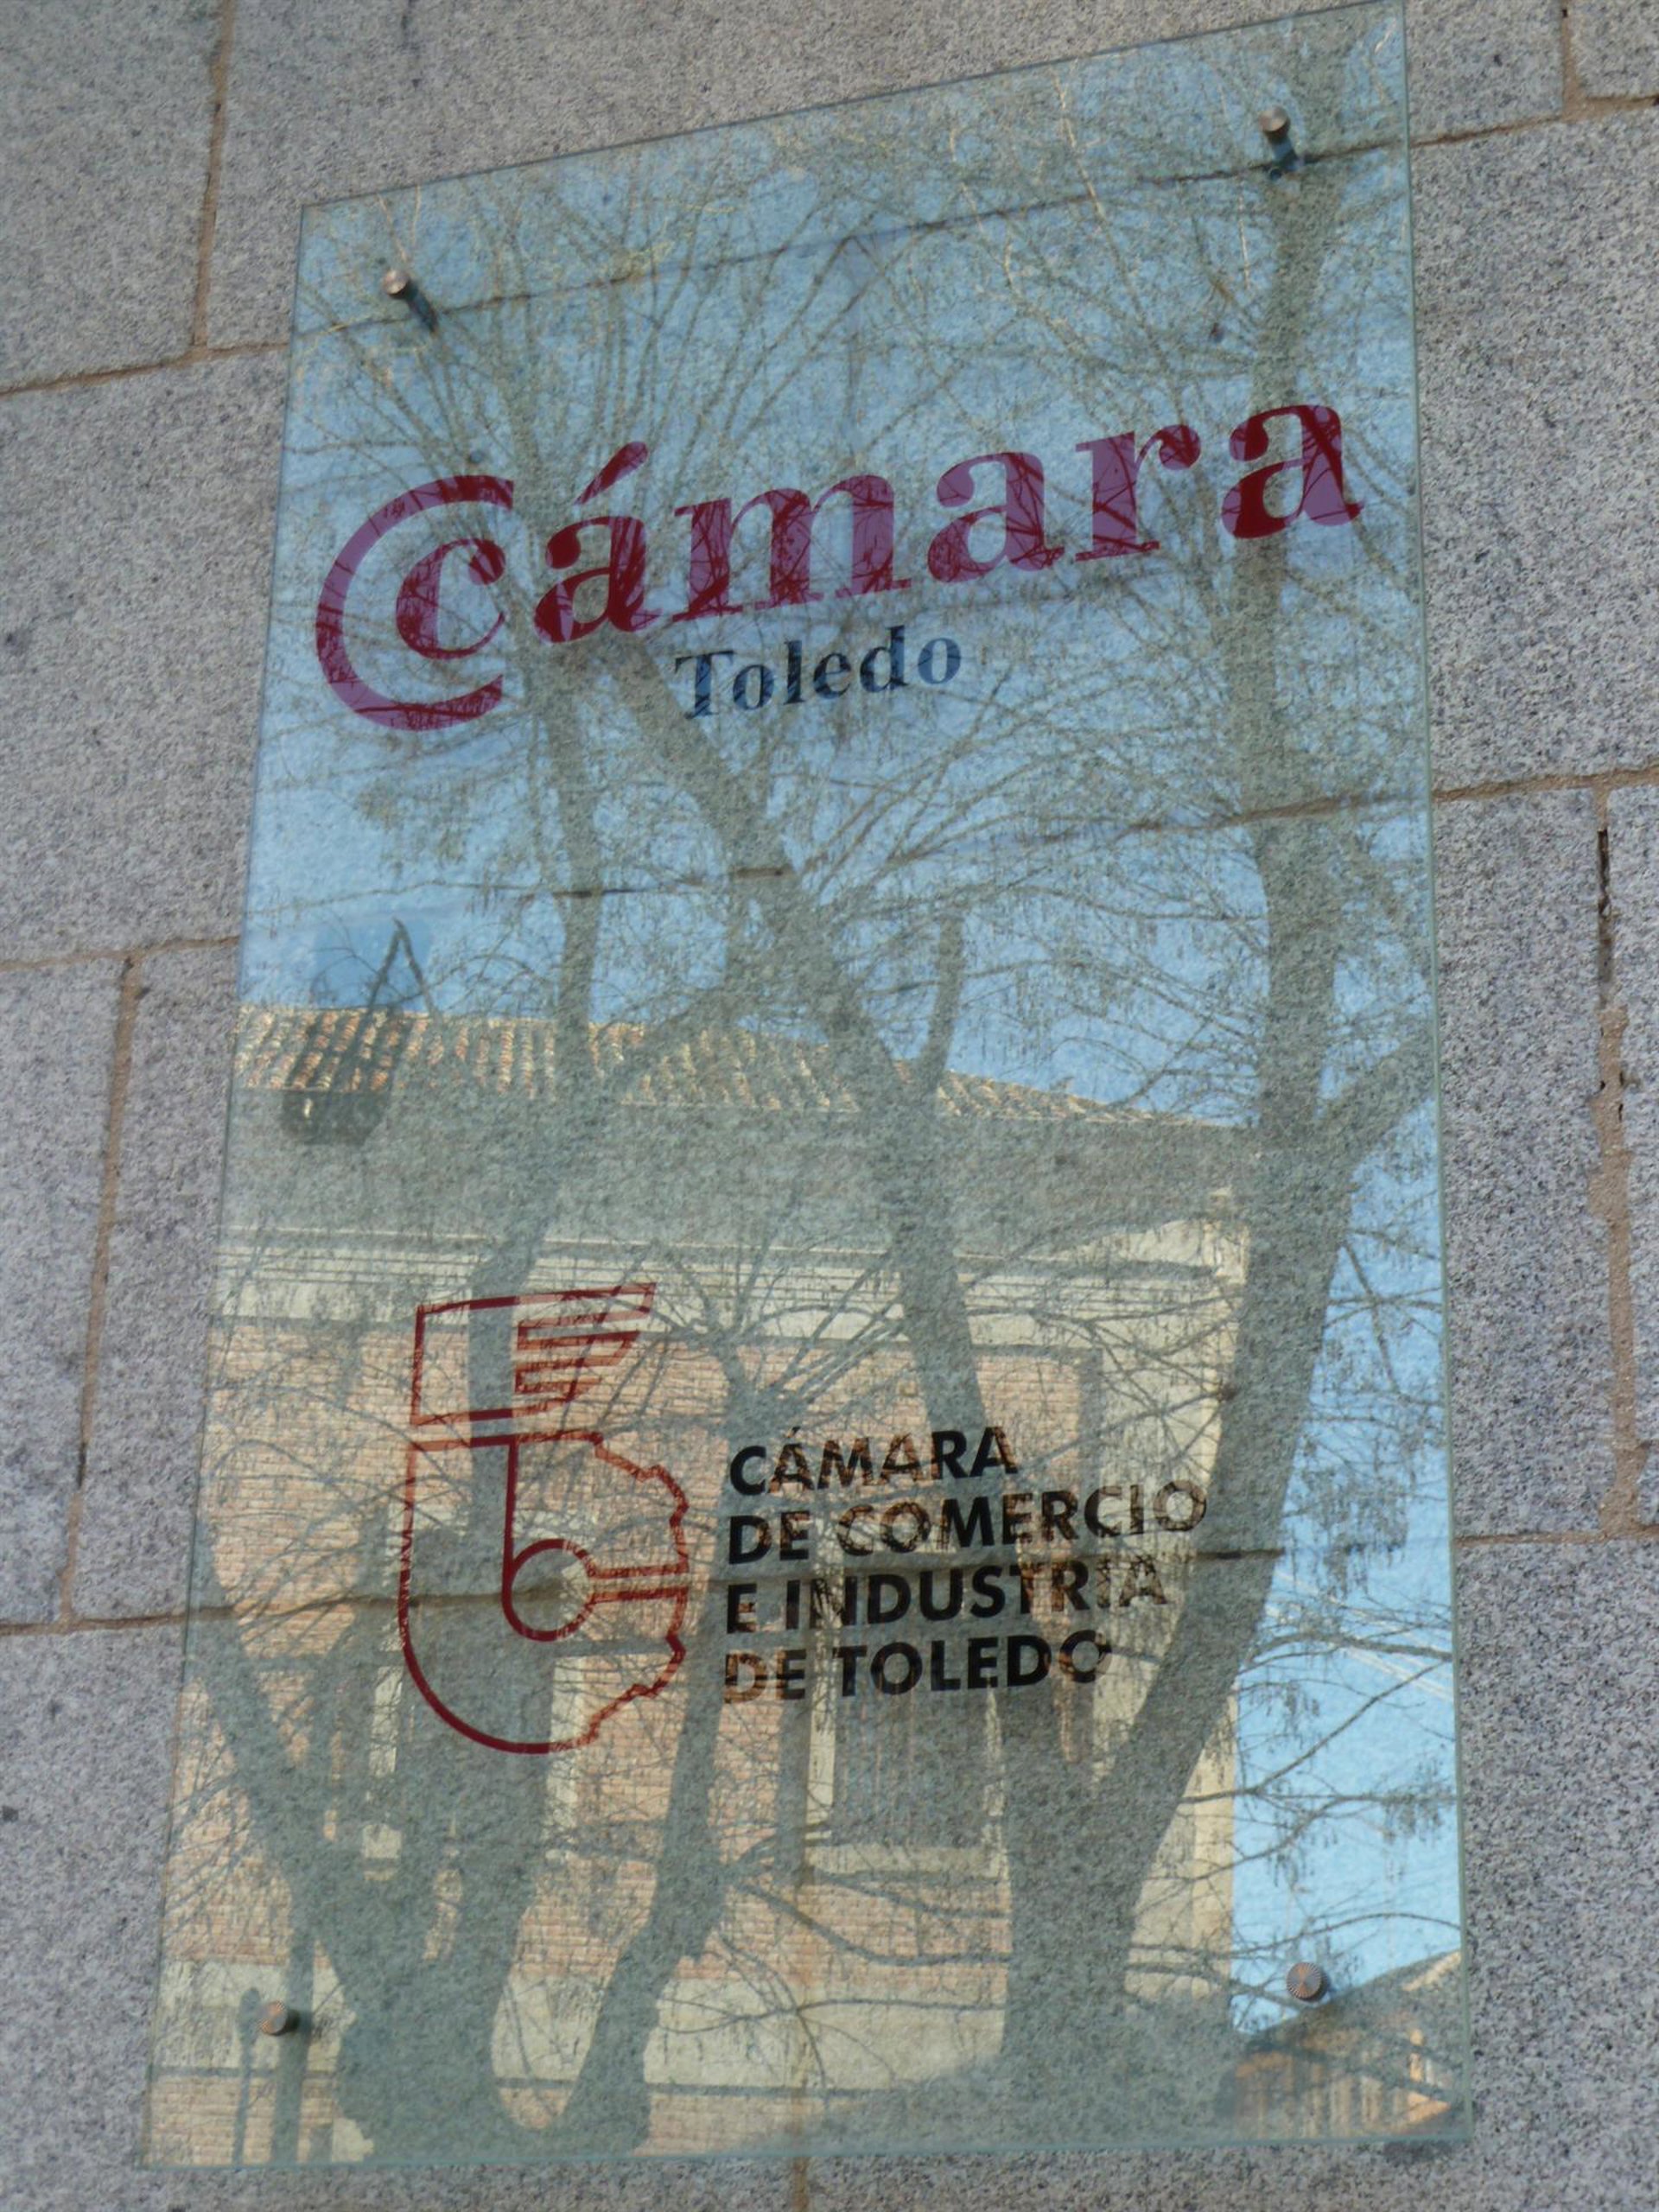 Cámara
Toledo
CÁMARA
DE COMERCIO
E INDUSTRIA
DE TOLEDO